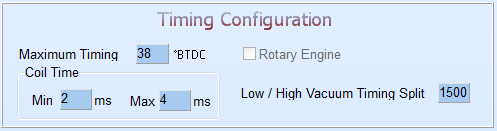 Timing Configuration
Maximum Timing 38 °BTDC Rotary Engine
Coil Time
Min 2 ms Max 4 ms Low / High Vacuum Timing Split 1500